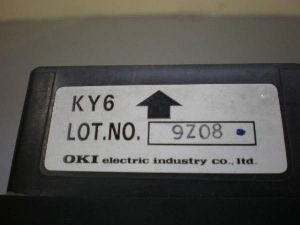 KY6
LOT.NO. 9Z08
OKI electric industry co., ltd.